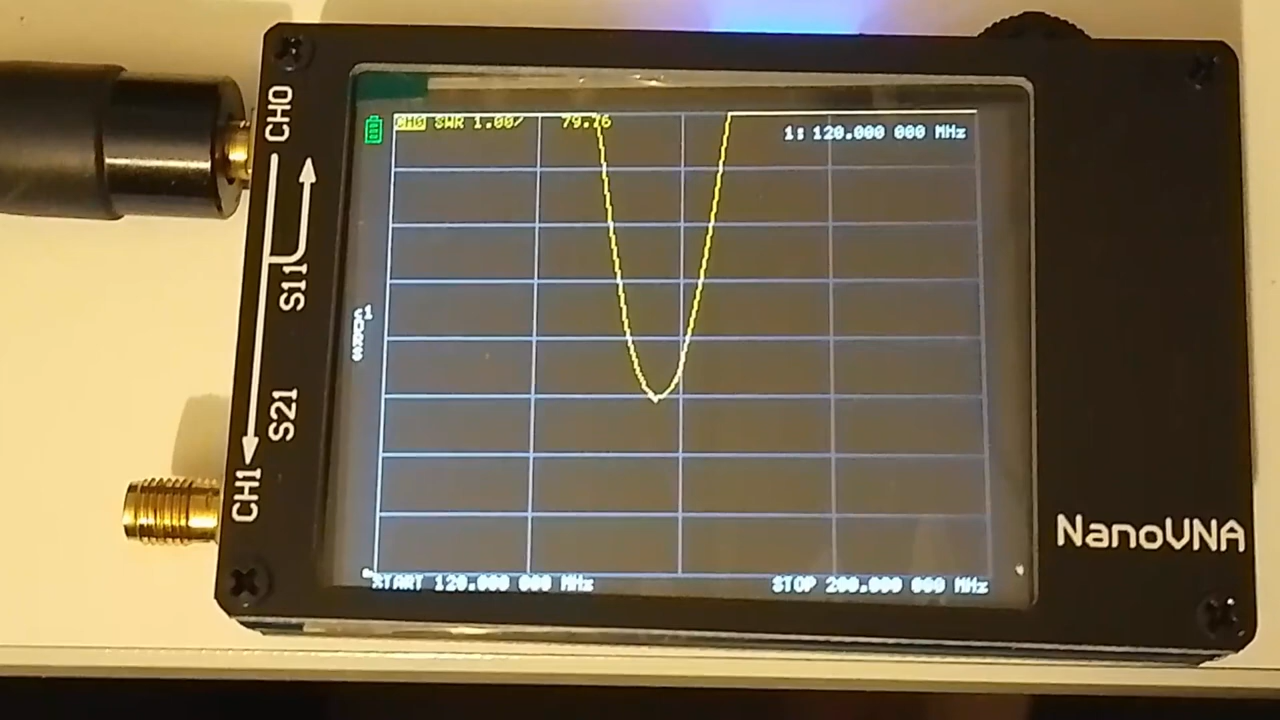 CH0 SWR 1.00/ 79.26
1: 120.000 000 MHz
CH0
S11
S21
CH1
NanoVNA
START 120.000 000 MHz
STOP 200.000 000 MHz